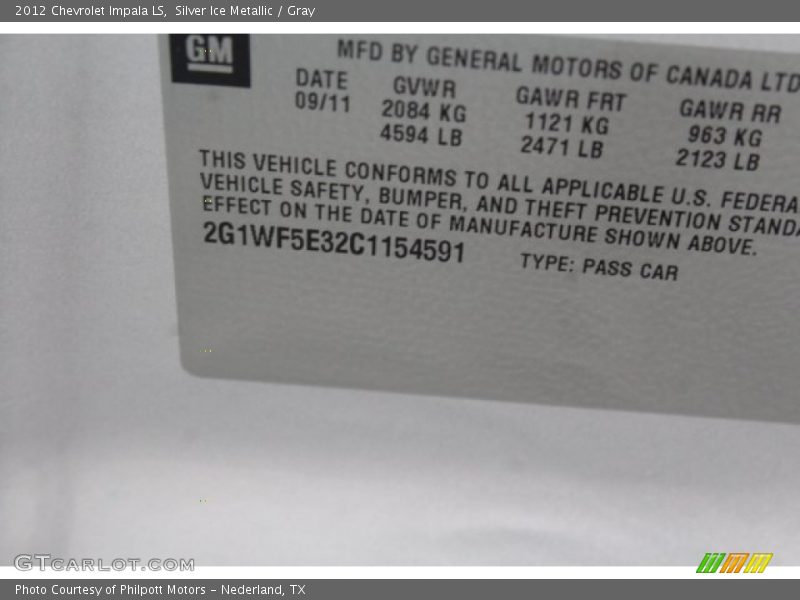 2012 Chevrolet Impala LS,  Silver Ice Metallic / Gray
GM
MFD BY GENERAL MOTORS OF CANADA LTD
DATE GVWR GAWR FRT GAWR RR
09/11 2084 KG 1121 KG 963 KG
4594 LB 2471 LB 2123 LB
THIS VEHICLE CONFORMS TO ALL APPLICABLE U.S. FEDERA
VEHICLE SAFETY, BUMPER, AND THEFT PREVENTION STANDA
EFFECT ON THE DATE OF MANUFACTURE SHOWN ABOVE.
2G1WF5E32C1154591 TYPE: PASS CAR
GTCARLOT.COM
Photo Courtesy of Philpott Motors - Nederland, TX